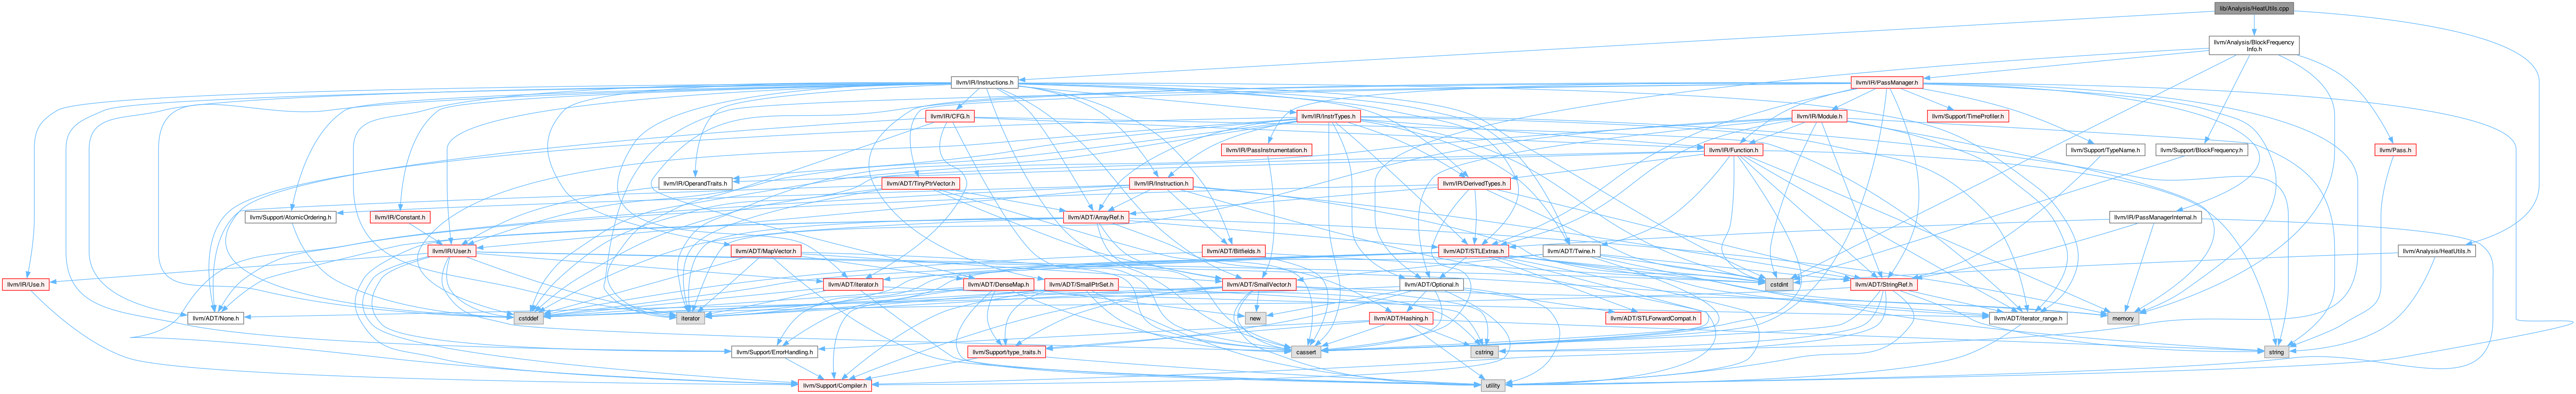 lib/Analysis/HeatUtils.cpp
llvm/Analysis/BlockFrequency
Info.h
llvm/IR/Instructions.h
llvm/IR/PassManager.h
llvm/IR/CFG.h
llvm/IR/InstrTypes.h
llvm/IR/Module.h
llvm/Support/TimeProfiler.h
llvm/IR/PassInstrumentation.h
llvm/IR/Function.h
llvm/Support/TypeName.h
llvm/Support/BlockFrequency.h
llvm/Pass.h
llvm/IR/OperandTraits.h
llvm/ADT/TinyPtrVector.h
llvm/IR/Instruction.h
llvm/IR/DerivedTypes.h
llvm/Support/AtomicOrdering.h
llvm/IR/Constant.h
llvm/ADT/ArrayRef.h
llvm/IR/PassManagerInternal.h
llvm/IR/User.h
llvm/ADT/MapVector.h
llvm/ADT/Bitfields.h
llvm/ADT/STLExtras.h
llvm/ADT/Twine.h
llvm/Analysis/HeatUtils.h
llvm/IR/Use.h
llvm/ADT/iterator.h
llvm/ADT/DenseMap.h
llvm/ADT/SmallPtrSet.h
llvm/ADT/SmallVector.h
llvm/ADT/Optional.h
cstdint
llvm/ADT/StringRef.h
llvm/ADT/None.h
cstddef
iterator
new
llvm/ADT/Hashing.h
llvm/ADT/STLForwardCompat.h
llvm/ADT/iterator_range.h
memory
llvm/Support/ErrorHandling.h
llvm/Support/type_traits.h
cassert
cstring
string
llvm/Support/Compiler.h
utility